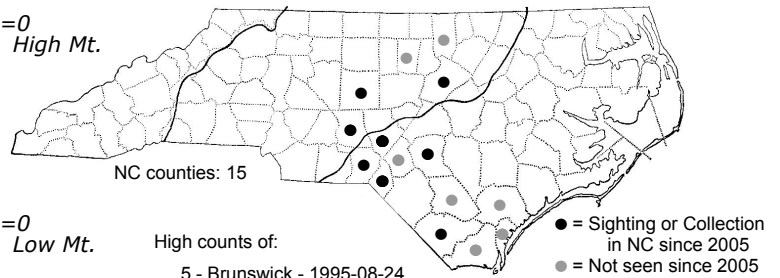 =0
High Mt.
NC counties: 15
=0
Low Mt.
High counts of:
5 - Brunswick - 1995-08-24
● = Sighting or Collection
in NC since 2005
● = Not seen since 2005